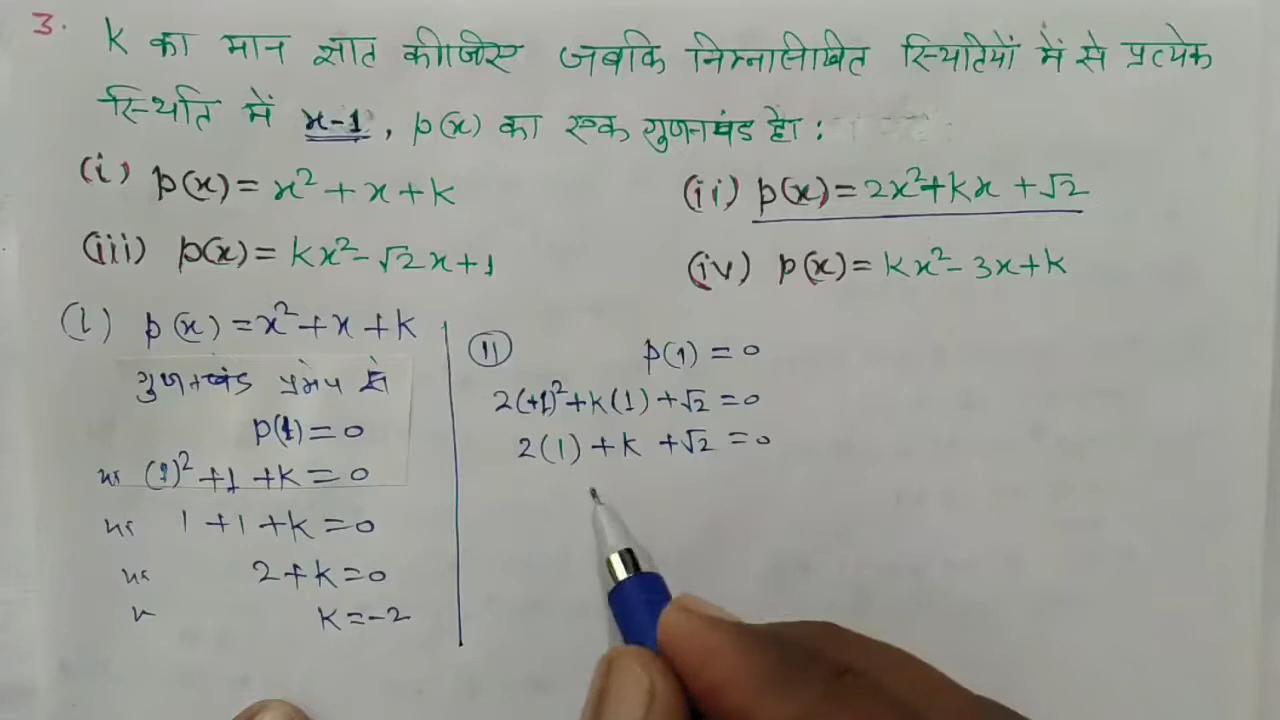 3. K का मान ज्ञात कीजिए जबकि निम्नलिखित स्थितियों में से प्रत्येक
स्थिति में x-1, p(x) का एक गुणनखंड हो :
(i) p(x) = x² + x + k
(ii) p(x) = 2x² + kx + √2
(iii) p(x) = kx² - √2x + 1
(iv) p(x) = kx² - 3x + k
(i) p(x) = x² + x + k
गुणनखंड प्रमेय से
p(1) = 0
या (1)² + 1 + k = 0
या 1 + 1 + k = 0
या 2 + k = 0
k = -2
(ii) p(1) = 0
2(+1)² + k(1) + √2 = 0
2(1) + k + √2 = 0